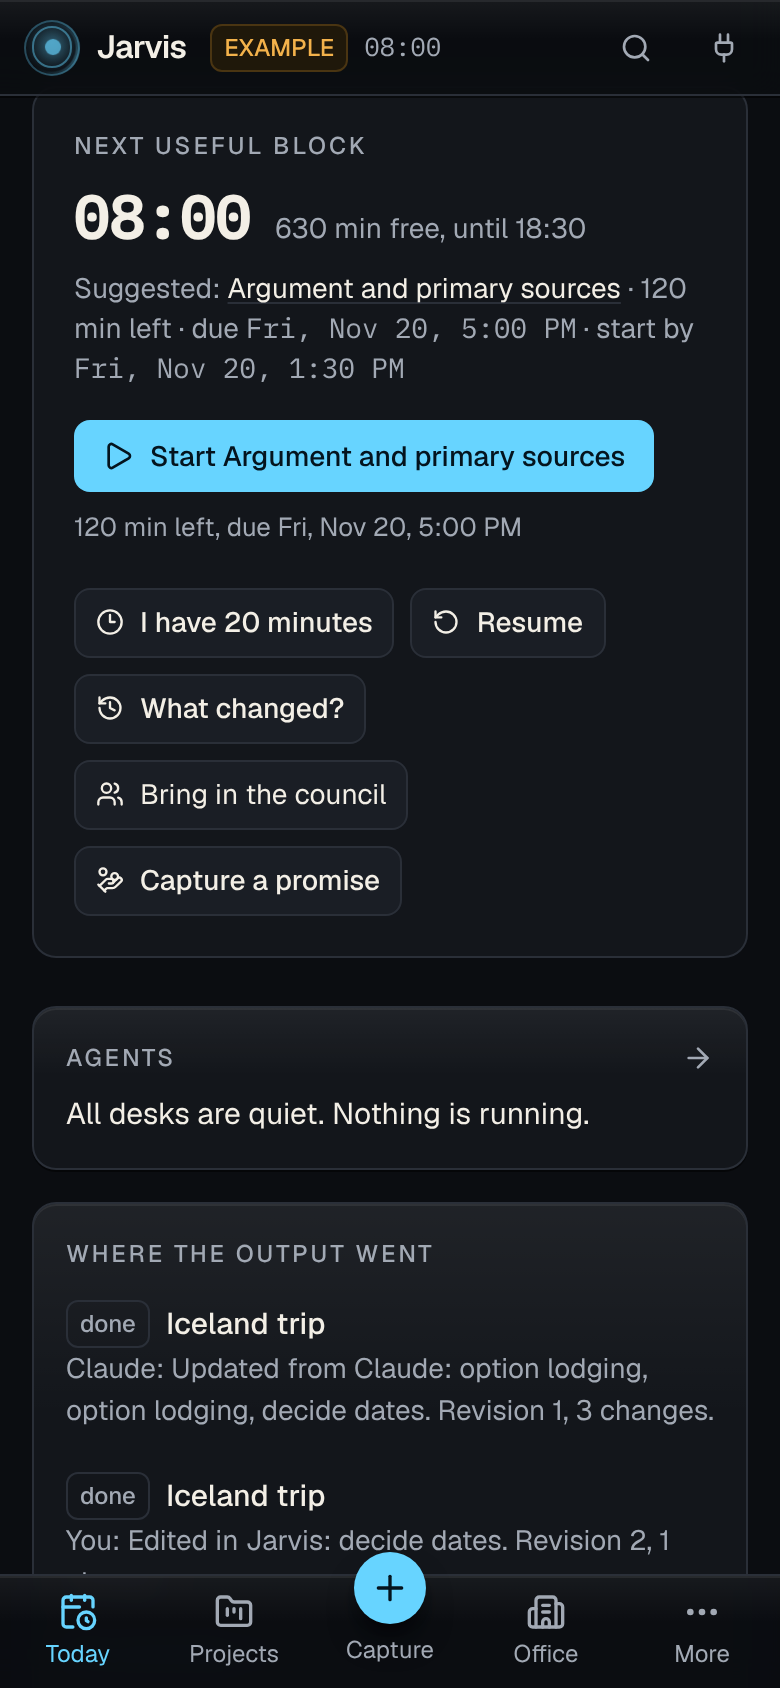 Jarvis EXAMPLE 08:00
NEXT USEFUL BLOCK
08:00 630 min free, until 18:30
Suggested: Argument and primary sources · 120
min left · due Fri, Nov 20, 5:00 PM · start by
Fri, Nov 20, 1:30 PM
Start Argument and primary sources
120 min left, due Fri, Nov 20, 5:00 PM
I have 20 minutes
Resume
What changed?
Bring in the council
Capture a promise
AGENTS
All desks are quiet. Nothing is running.
WHERE THE OUTPUT WENT
done Iceland trip
Claude: Updated from Claude: option lodging,
option lodging, decide dates. Revision 1, 3 changes.
done Iceland trip
You: Edited in Jarvis: decide dates. Revision 2, 1
Today
Projects
Capture
Office
More